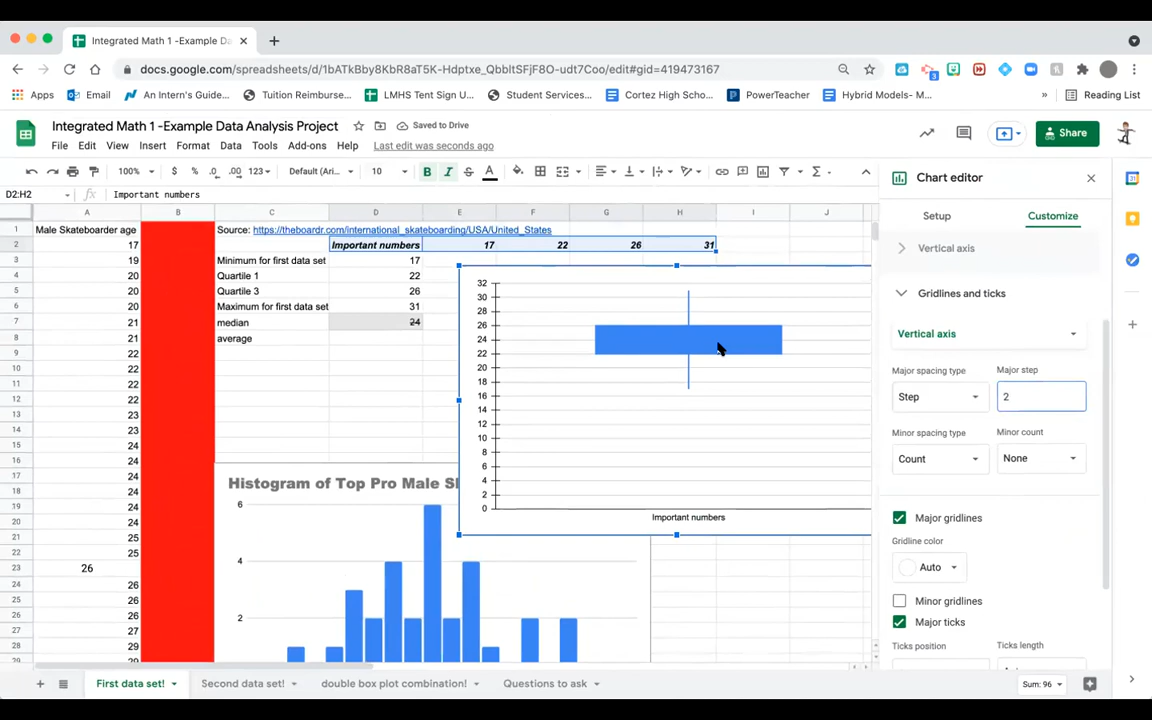 Integrated Math 1 -Example Da
docs.google.com/spreadsheets/d/1bATkBby8KbR8aT5K-Hdptxe_QbbltSFjF8O-udt7Coo/edit#gid=419473167
Apps Email An Intern's Guide... Tuition Reimburse... LMHS Tent Sign U... Student Services... Cortez High School... PowerTeacher Hybrid Models- M... » Reading List
Integrated Math 1 -Example Data Analysis Project Saved to Drive
File Edit View Insert Format Data Tools Add-ons Help Last edit was seconds ago
Share
100% $ % .0 .00 123 Default (Ari... 10 B I S A
D2:H2 fx Important numbers
A B C D E F G H I J
1 Male Skateboarder age Source: https://theboardr.com/international_skateboarding/USA/United_States
2 17 Important numbers 17 22 26 31
3 19 Minimum for first data set 17
4 20 Quartile 1 22
5 20 Quartile 3 26
6 20 Maximum for first data set 31
7 21 median 24
8 21 average
9 22
10 22
11 22
12 22
13 23
14 23
15 24
16 24
17 24
18 24
19 24
20 24
21 25
22 25
23 26
24 26
25 26
26 26
27 29
28 29
29
32
30
28
26
24
22
20
18
16
14
12
10
8
6
4
2
0
Important numbers
Histogram of Top Pro Male Sk
6
4
2
Chart editor
Setup Customize
Vertical axis
Gridlines and ticks
Vertical axis
Major spacing type Major step
Step 2
Minor spacing type Minor count
Count None
Major gridlines
Gridline color
Auto
Minor gridlines
Major ticks
Ticks position Ticks length
First data set! Second data set! double box plot combination! Questions to ask
Sum: 96